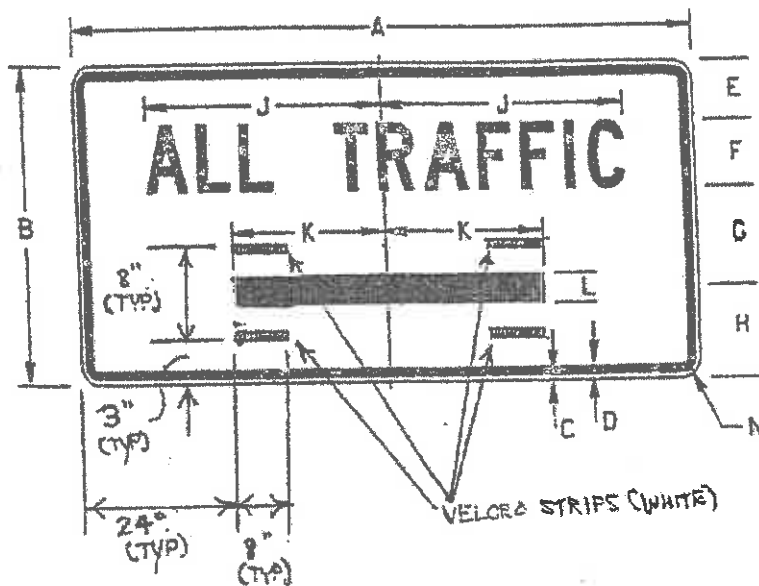 A
E
J J
ALL TRAFFIC
F
B
K K
G
8"
(TYP)
L
H
3"
(TYP)
C D
N
VELCRO STRIPS (WHITE)
24"
(TYP)
8"
(TYP)